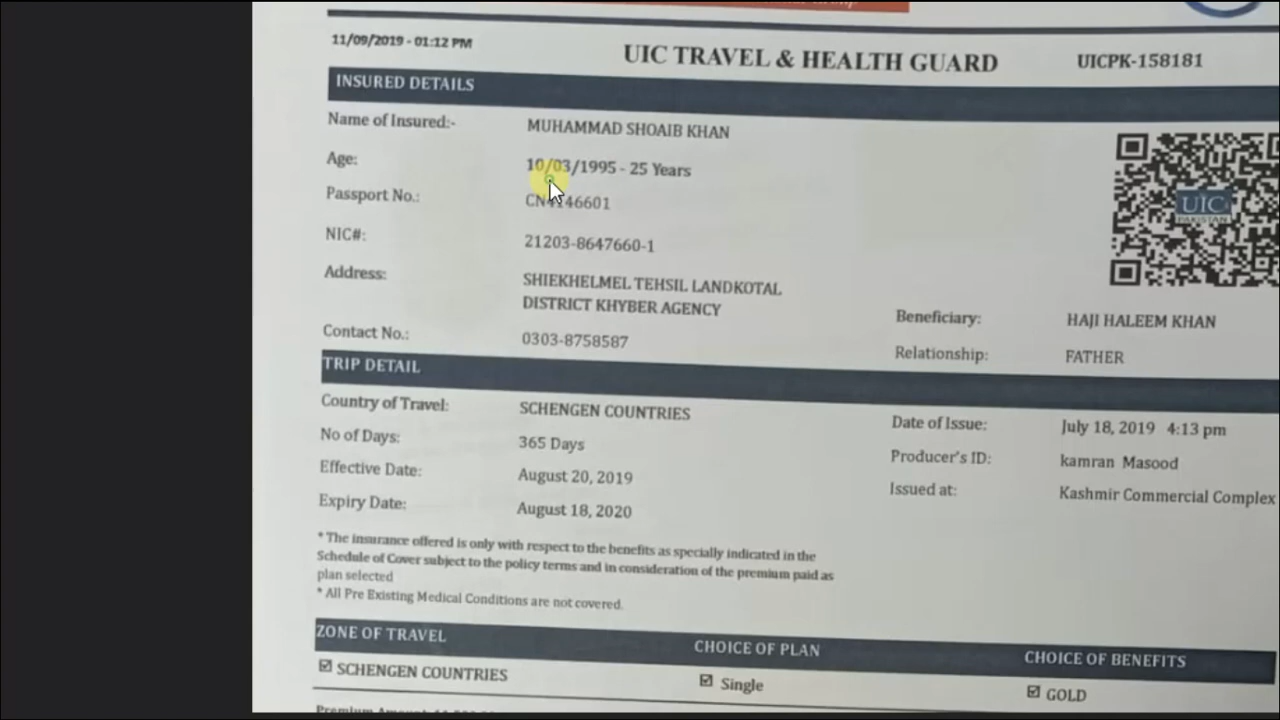 11/09/2019 - 01:12 PM
UIC TRAVEL & HEALTH GUARD
UICPK-158181
INSURED DETAILS
Name of Insured:- MUHAMMAD SHOAIB KHAN
Age: 10/03/1995 - 25 Years
Passport No.: CN4146601
NIC#: 21203-8647660-1
Address: SHIEKHELMEL TEHSIL LANDKOTAL
DISTRICT KHYBER AGENCY
Contact No.: 0303-8758587
UIC
PAKISTAN
Beneficiary: HAJI HALEEM KHAN
Relationship: FATHER
TRIP DETAIL
Country of Travel: SCHENGEN COUNTRIES
No of Days: 365 Days
Effective Date: August 20, 2019
Expiry Date: August 18, 2020
Date of Issue: July 18, 2019 4:13 pm
Producer's ID: kamran Masood
Issued at: Kashmir Commercial Complex
* The insurance offered is only with respect to the benefits as specially indicated in the
Schedule of Cover subject to the policy terms and in consideration of the premium paid as
plan selected
* All Pre Existing Medical Conditions are not covered.
ZONE OF TRAVEL CHOICE OF PLAN CHOICE OF BENEFITS
☑ SCHENGEN COUNTRIES ☑ Single ☑ GOLD